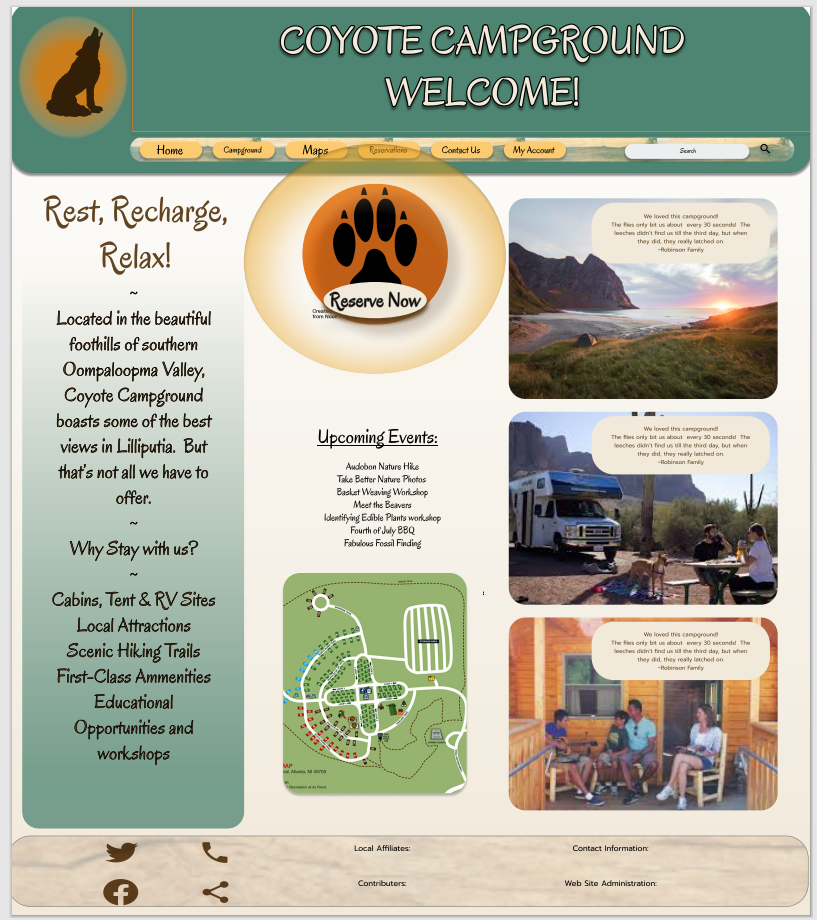 COYOTE CAMPGROUND
WELCOME!
Home
Campground
Maps
Reservations
Contact Us
My Account
Search
Rest, Recharge,
Relax!
~
Located in the beautiful
foothills of southern
Oompaloopma Valley,
Coyote Campground
boasts some of the best
views in Lilliputia. But
that's not all we have to
offer.
~
Why Stay with us?
~
Cabins, Tent & RV Sites
Local Attractions
Scenic Hiking Trails
First-Class Ammenities
Educational
Opportunities and
workshops
Reserve Now
from
Upcoming Events:
Audobon Nature Hike
Take Better Nature Photos
Basket Weaving Workshop
Meet the Beavers
Identifying Edible Plants workshop
Fourth of July BBQ
Fabulous Fossil Finding
MAP
Atlanta, MI 49709
We loved this campground!
The flies only bit us about every 30 seconds! The
leeches didn't find us till the third day, but when
they did, they really latched on.
~Robinson Family
We loved this campground!
The flies only bit us about every 30 seconds! The
leeches didn't find us till the third day, but when
they did, they really latched on.
~Robinson Family
We loved this campground!
The flies only bit us about every 30 seconds! The
leeches didn't find us till the third day, but when
they did, they really latched on.
~Robinson Family
Local Affiliates:
Contact Information:
Contributers:
Web Site Administration: